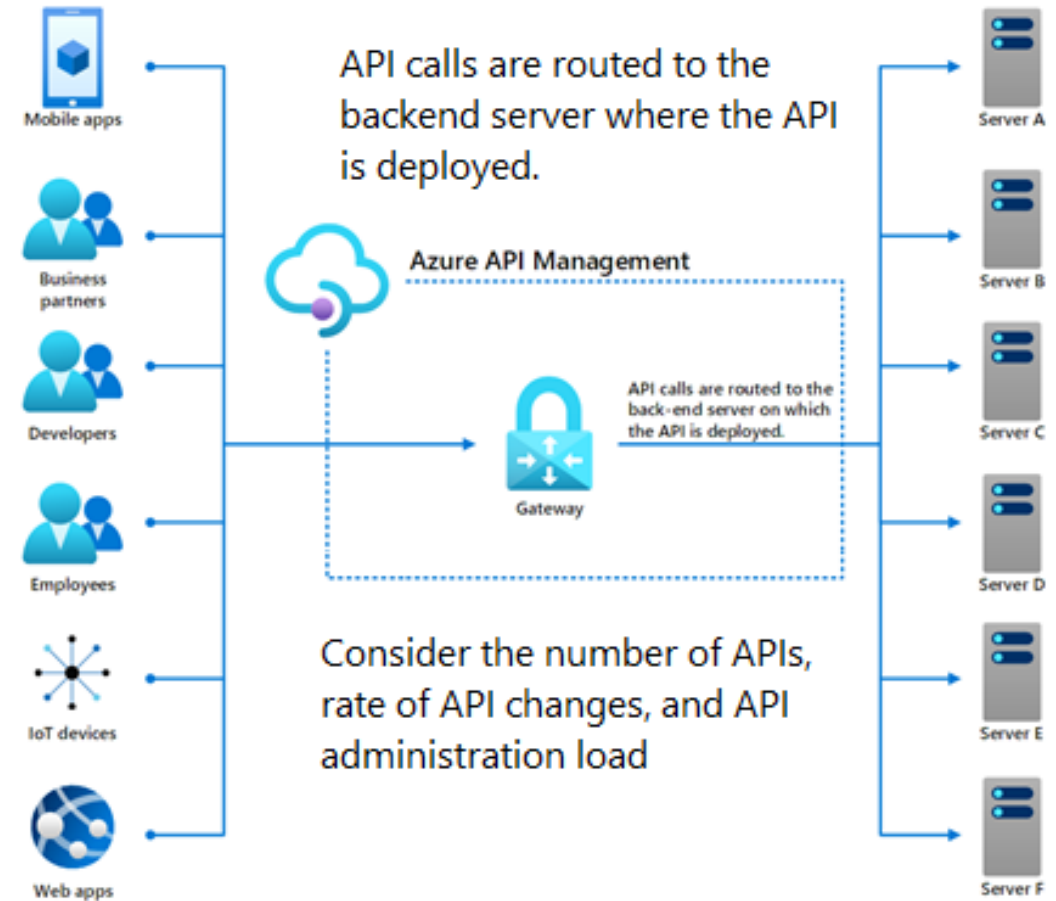 Mobile apps
Business
partners
Developers
Employees
IoT devices
Web apps
API calls are routed to the
backend server where the API
is deployed.
Azure API Management
API calls are routed to the
back-end server on which
the API is deployed.
Gateway
Consider the number of APIs,
rate of API changes, and API
administration load
Server A
Server B
Server C
Server D
Server E
Server F